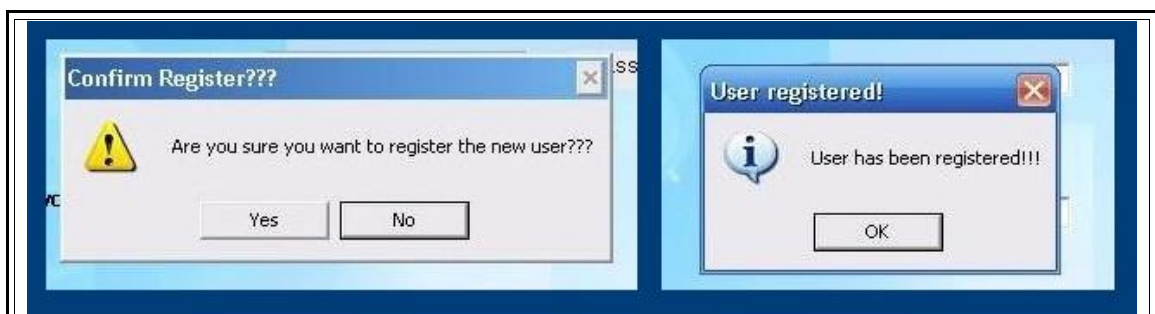 Confirm Register???
Are you sure you want to register the new user???
Yes No
User registered!
User has been registered!!!
OK